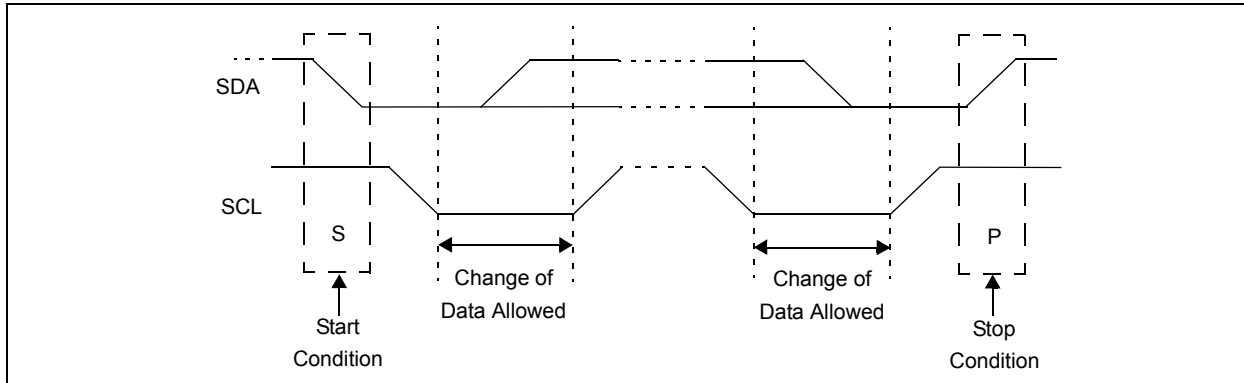 SDA
SCL
S
P
Change of
Data Allowed
Change of
Data Allowed
Start
Condition
Stop
Condition